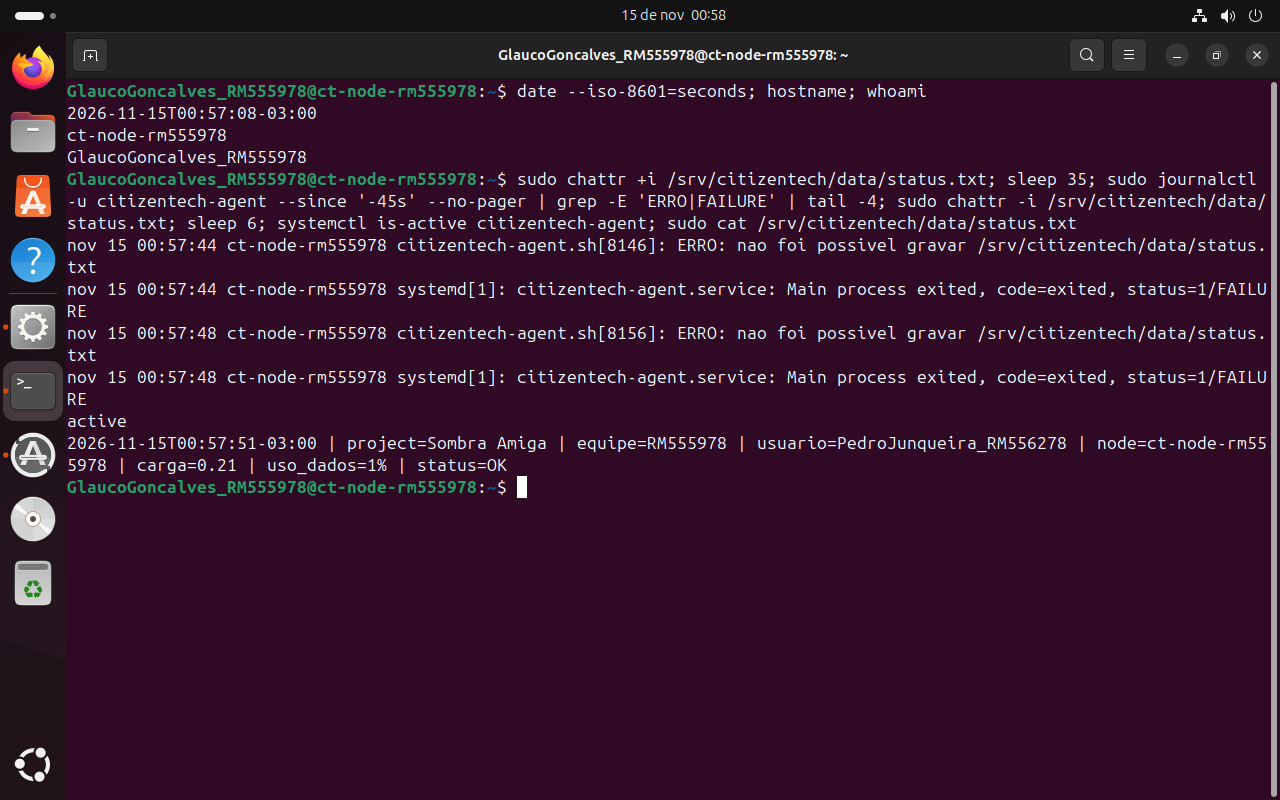 15 de nov 00:58
GlaucoGoncalves_RM555978@ct-node-rm555978: ~
GlaucoGoncalves_RM555978@ct-node-rm555978:~$ date --iso-8601=seconds; hostname; whoami
2026-11-15T00:57:08-03:00
ct-node-rm555978
GlaucoGoncalves_RM555978
GlaucoGoncalves_RM555978@ct-node-rm555978:~$ sudo chattr +i /srv/citizentech/data/status.txt; sleep 35; sudo journalctl
-u citizentech-agent --since '-45s' --no-pager | grep -E 'ERRO|FAILURE' | tail -4; sudo chattr -i /srv/citizentech/data/
status.txt; sleep 6; systemctl is-active citizentech-agent; sudo cat /srv/citizentech/data/status.txt
nov 15 00:57:44 ct-node-rm555978 citizentech-agent.sh[8146]: ERRO: nao foi possivel gravar /srv/citizentech/data/status.
txt
nov 15 00:57:44 ct-node-rm555978 systemd[1]: citizentech-agent.service: Main process exited, code=exited, status=1/FAILU
RE
nov 15 00:57:48 ct-node-rm555978 citizentech-agent.sh[8156]: ERRO: nao foi possivel gravar /srv/citizentech/data/status.
txt
nov 15 00:57:48 ct-node-rm555978 systemd[1]: citizentech-agent.service: Main process exited, code=exited, status=1/FAILU
RE
active
2026-11-15T00:57:51-03:00 | project=Sombra Amiga | equipe=RM555978 | usuario=PedroJunqueira_RM556278 | node=ct-node-rm55
5978 | carga=0.21 | uso_dados=1% | status=OK
GlaucoGoncalves_RM555978@ct-node-rm555978:~$